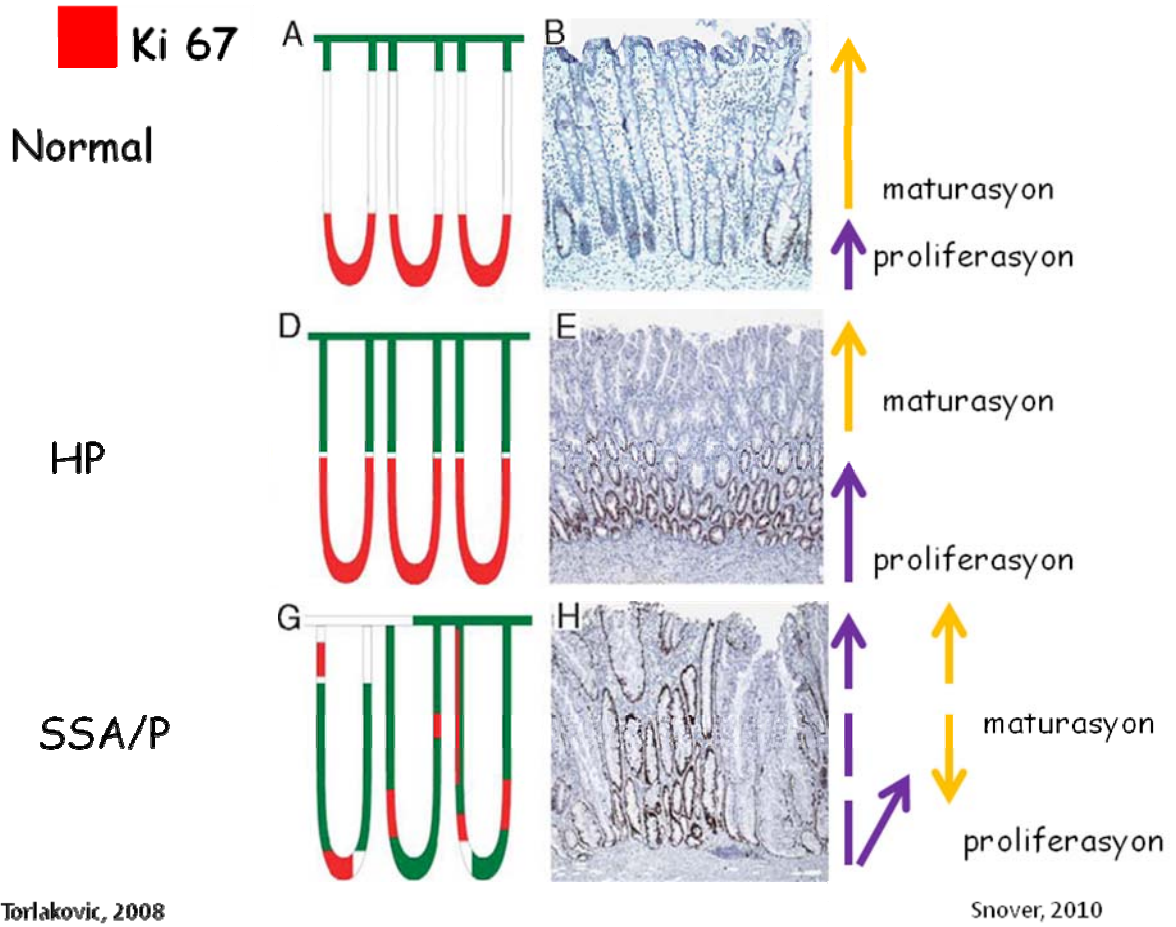 Ki 67
A
B
Normal
maturasyon
proliferasyon
D
E
maturasyon
HP
proliferasyon
G
H
SSA/P
maturasyon
proliferasyon
Torlakovic, 2008
Snover, 2010